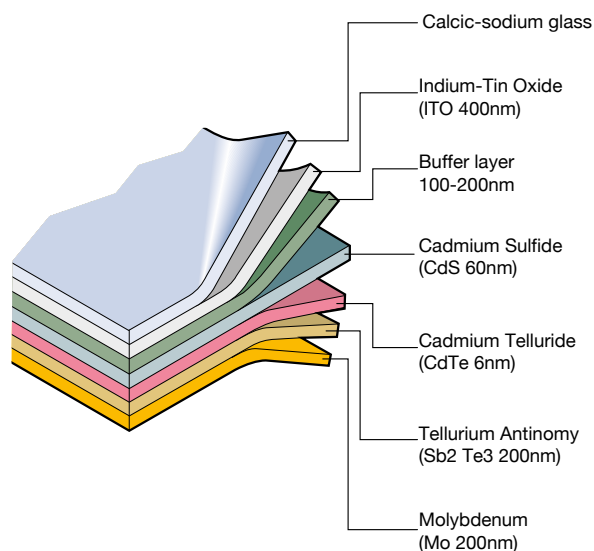 Calcic-sodium glass
Indium-Tin Oxide
(ITO 400nm)
Buffer layer
100-200nm
Cadmium Sulfide
(CdS 60nm)
Cadmium Telluride
(CdTe 6nm)
Tellurium Antinomy
(Sb2 Te3 200nm)
Molybdenum
(Mo 200nm)